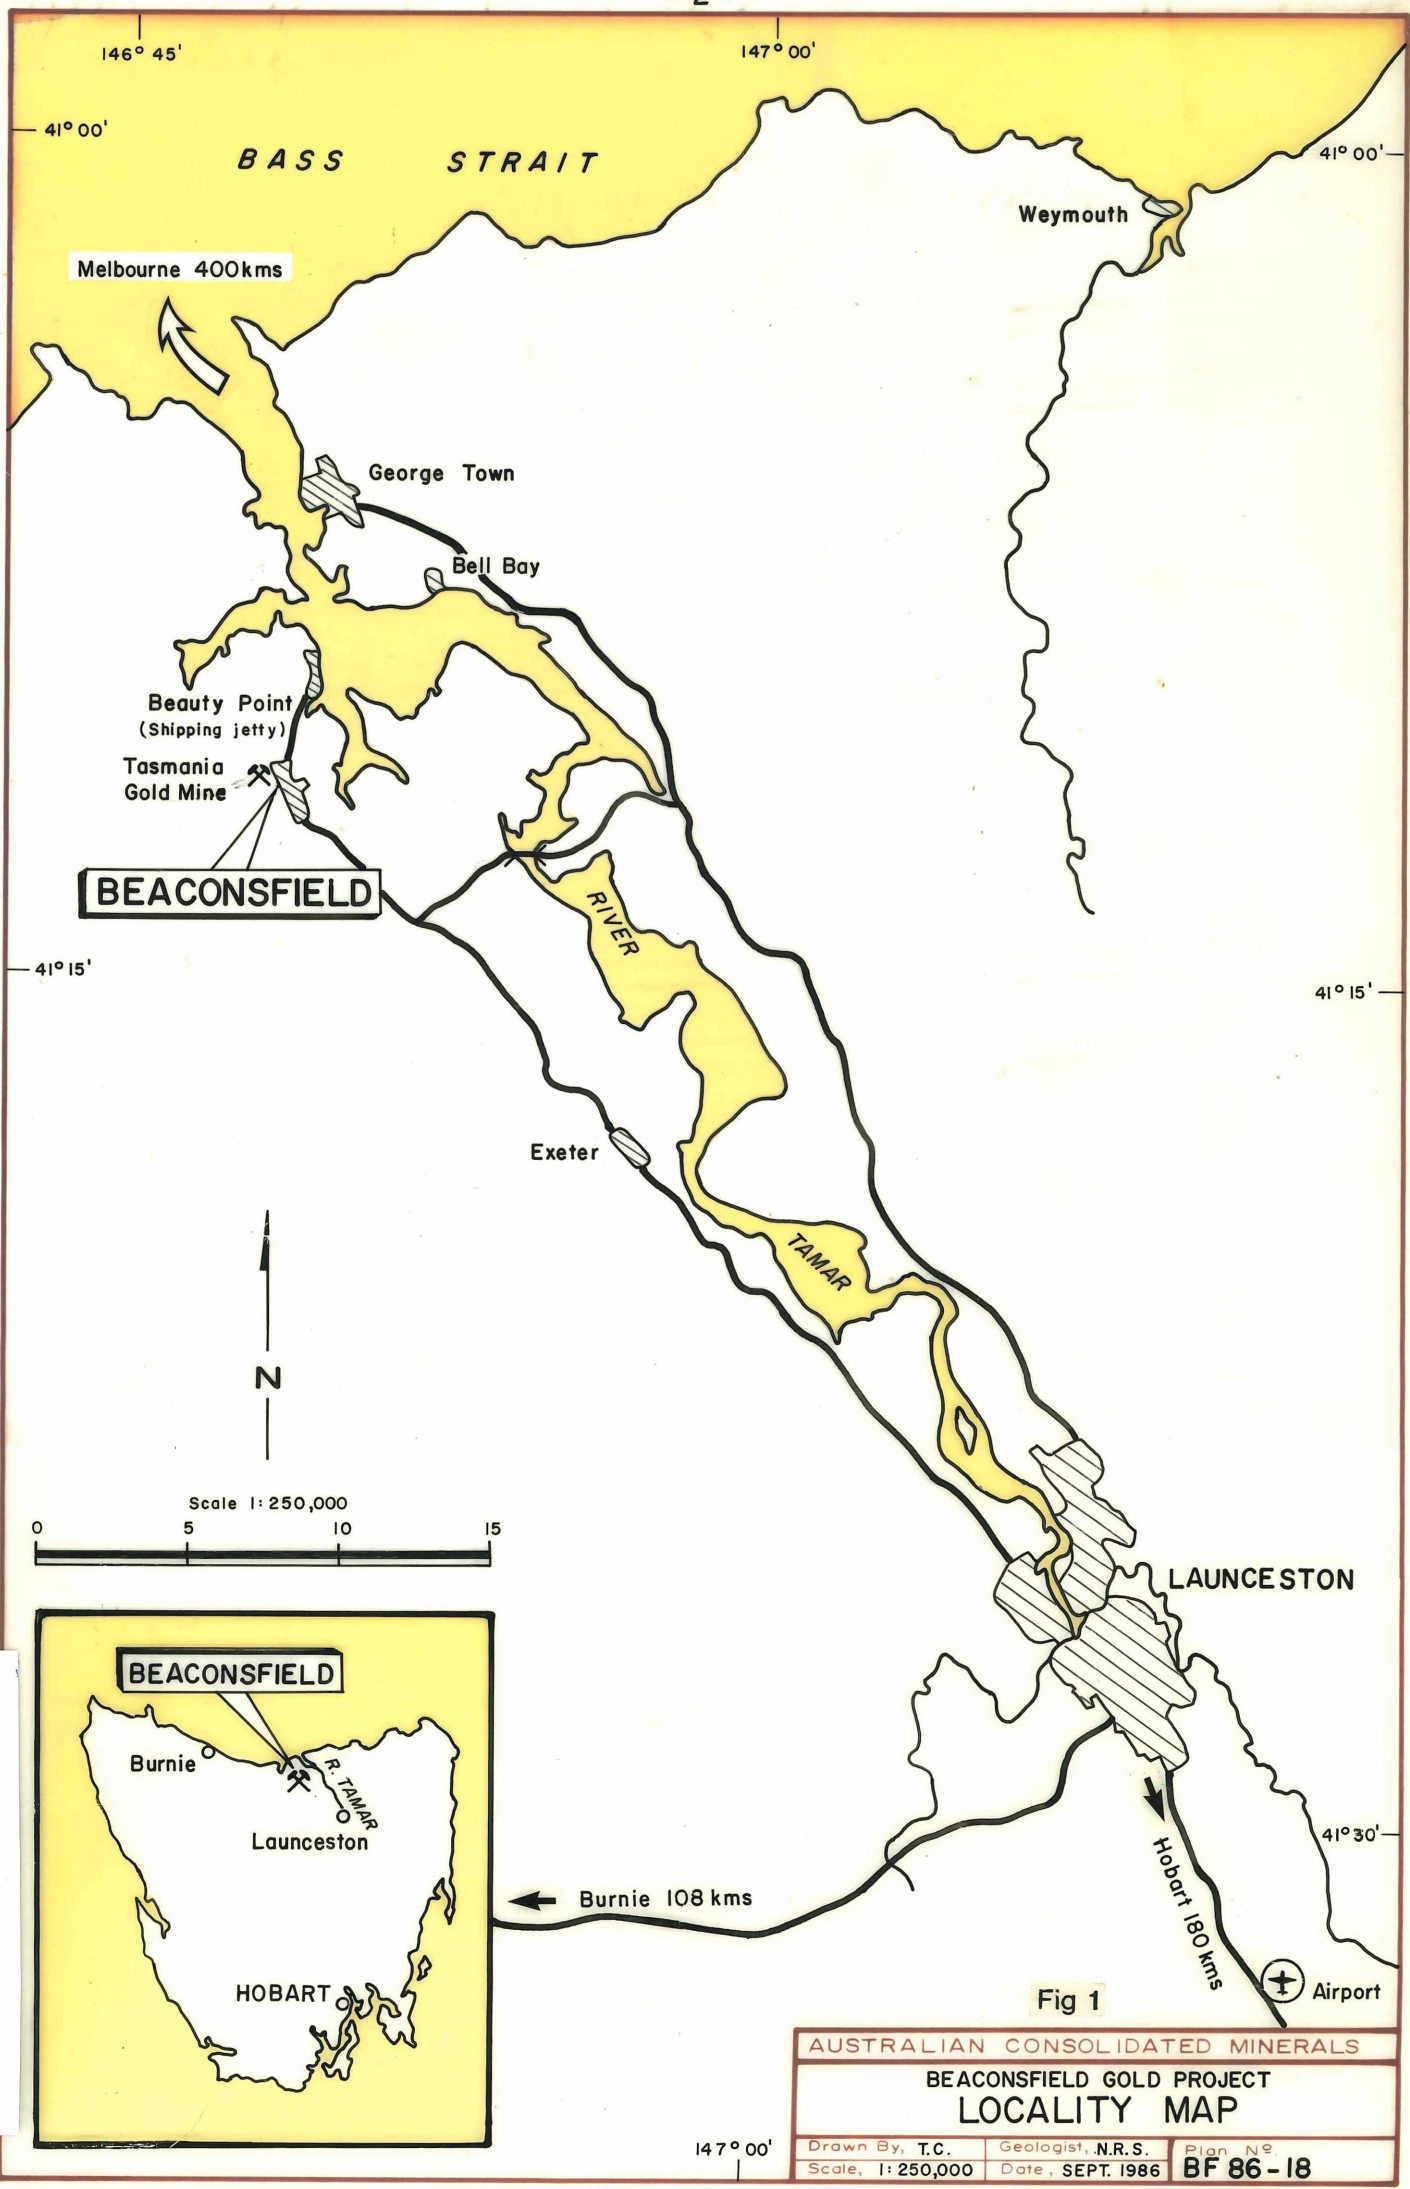 146° 45'
147° 00'
41° 00'
41° 00'
BASS STRAIT
Weymouth
Melbourne 400kms
George Town
Bell Bay
Beauty Point
(Shipping jetty)
Tasmania
Gold Mine
BEACONSFIELD
RIVER
41° 15'
41° 15'
Exeter
TAMAR
N
Scale 1:250,000
0 5 10 15
LAUNCESTON
BEACONSFIELD
Burnie
R. TAMAR
Launceston
HOBART
41° 30'
Burnie 108 kms
Hobart 180 kms
Airport
Fig 1
AUSTRALIAN CONSOLIDATED MINERALS
BEACONSFIELD GOLD PROJECT
LOCALITY MAP
147° 00'
Drawn By, T.C.
Geologist, N.R.S.
Plan Nº
Scale, 1:250,000
Date, SEPT. 1986
BF 86-18